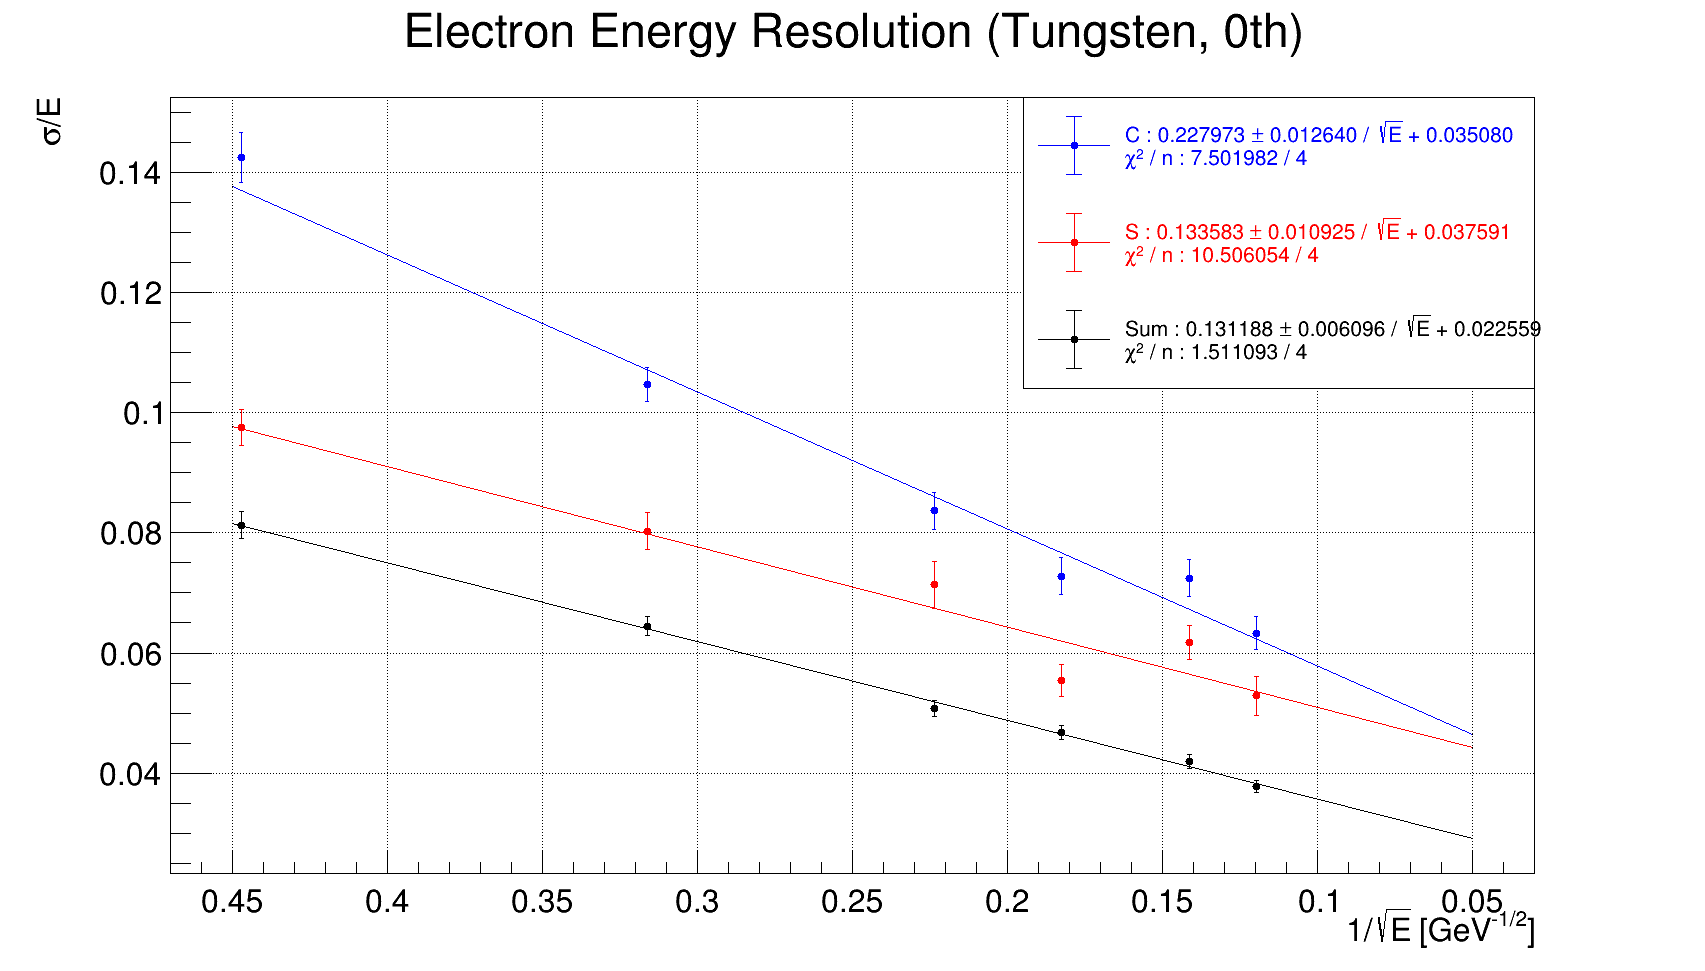 Electron Energy Resolution (Tungsten, 0th)
σ/E
C : 0.227973 ± 0.012640 / √E + 0.035080
χ² / n : 7.501982 / 4
S : 0.133583 ± 0.010925 / √E + 0.037591
χ² / n : 10.506054 / 4
Sum : 0.131188 ± 0.006096 / √E + 0.022559
χ² / n : 1.511093 / 4
0.14
0.12
0.1
0.08
0.06
0.04
0.45 0.4 0.35 0.3 0.25 0.2 0.15 0.1 0.05
1/√E [GeV⁻¹/²]